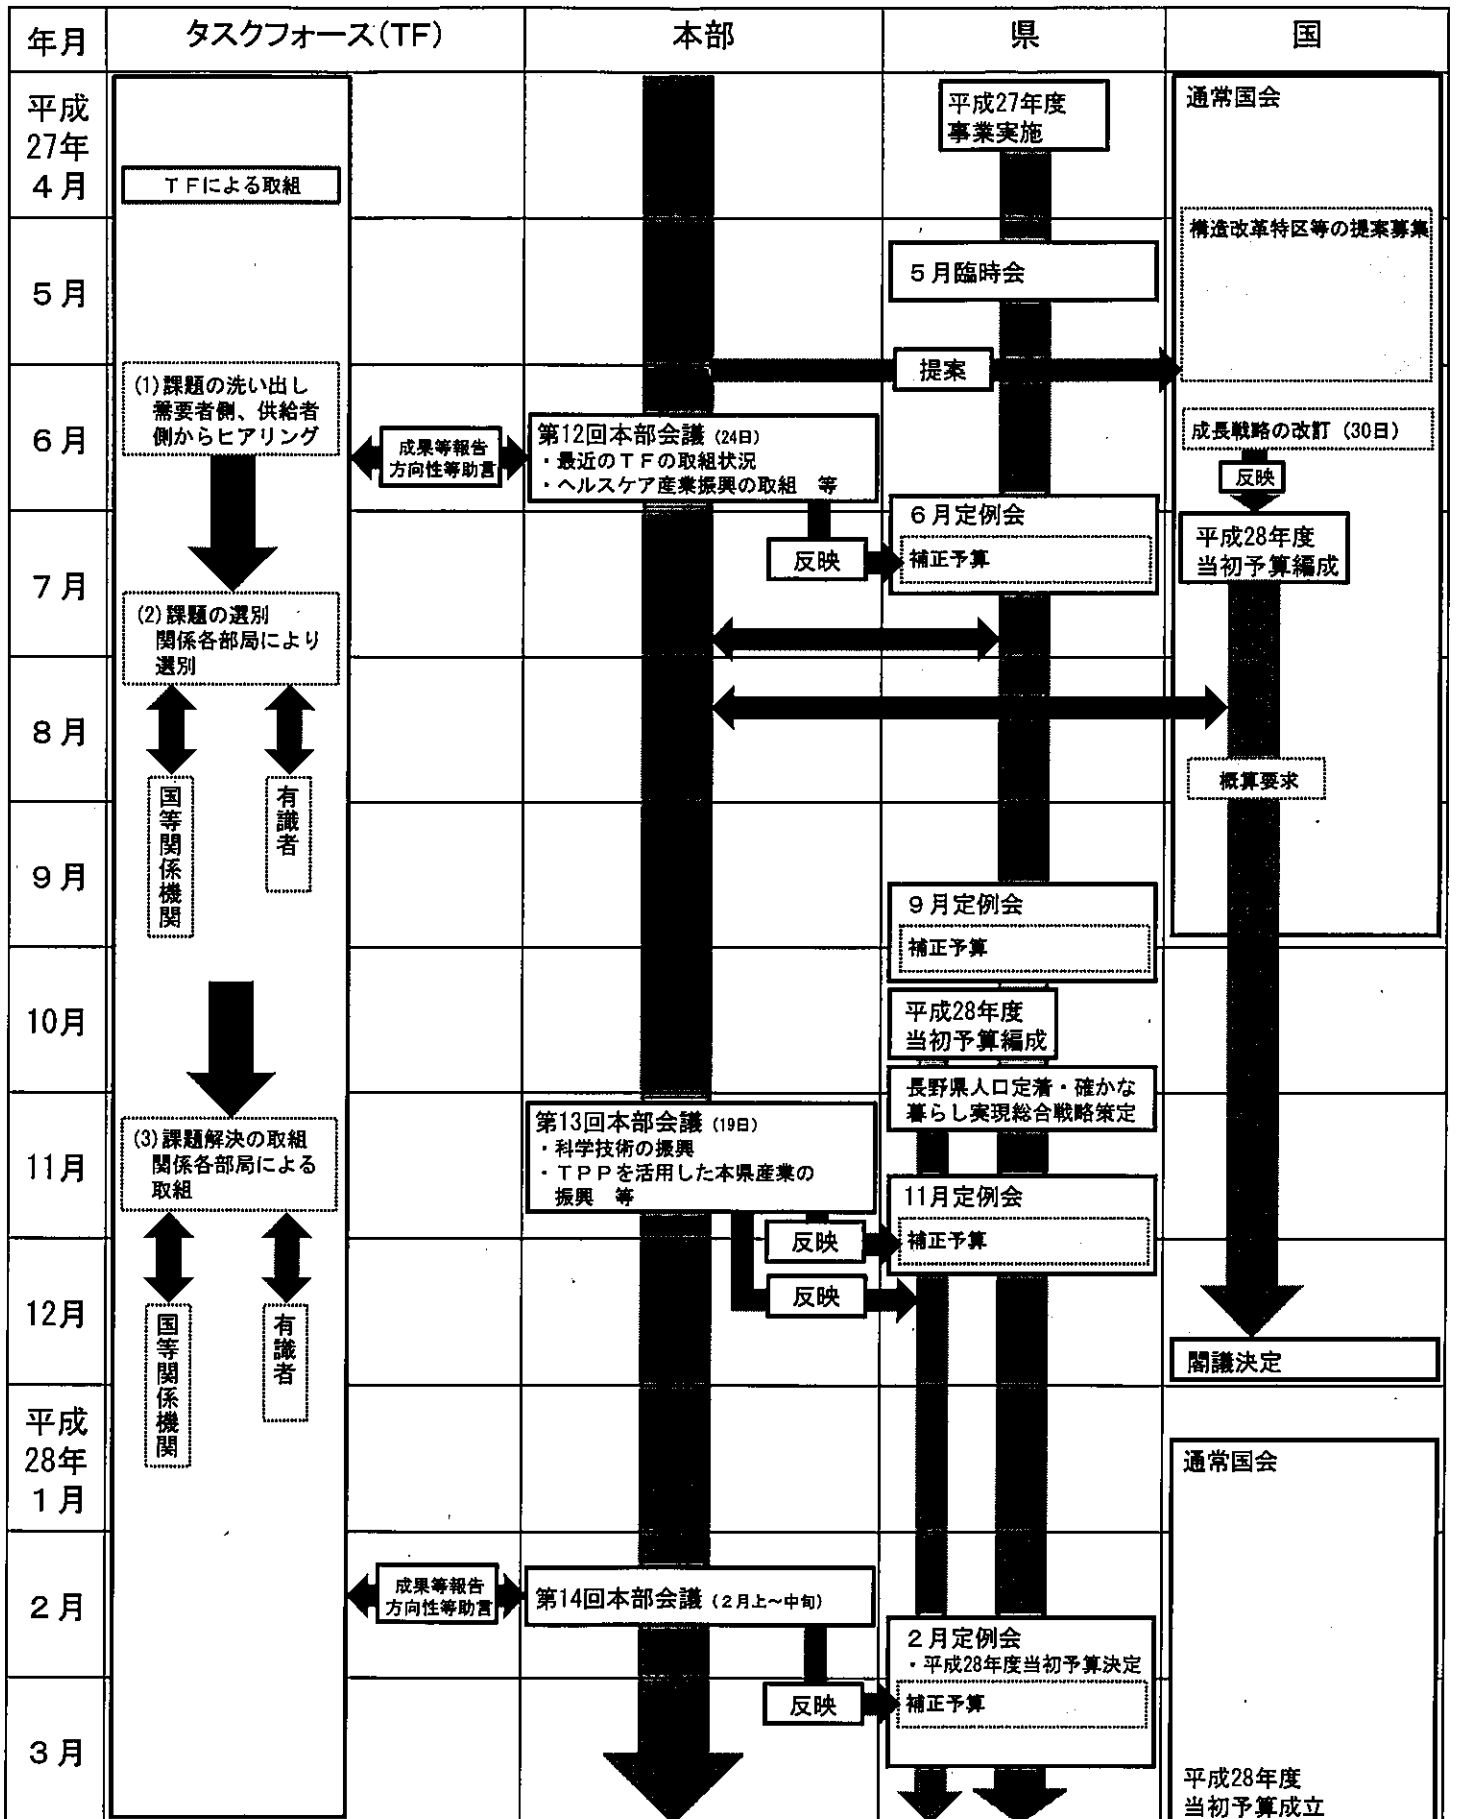 年月
タスクフォース(TF)
本部
県
国
平成
27年
4月
TFによる取組
平成27年度
事業実施
通常国会
構造改革特区等の提案募集
5月
5月臨時会
提案
6月
(1)課題の洗い出し
需要者側、供給者
側からヒアリング
成果等報告
方向性等助言
第12回本部会議(24日)
・最近のTFの取組状況
・ヘルスケア産業振興の取組 等
成長戦略の改訂(30日)
反映
6月定例会
補正予算
反映
平成28年度
当初予算編成
7月
(2)課題の選別
関係各部局により
選別
8月
国等関係機関
有識者
概算要求
9月
9月定例会
補正予算
10月
平成28年度
当初予算編成
長野県人口定着・確かな
暮らし実現総合戦略策定
11月
(3)課題解決の取組
関係各部局による
取組
第13回本部会議(19日)
・科学技術の振興
・TPPを活用した本県産業の
振興 等
11月定例会
補正予算
反映
12月
反映
国等関係機関
有識者
閣議決定
平成
28年
1月
通常国会
2月
成果等報告
方向性等助言
第14回本部会議(2月上～中旬)
2月定例会
・平成28年度当初予算決定
補正予算
反映
3月
平成28年度
当初予算成立